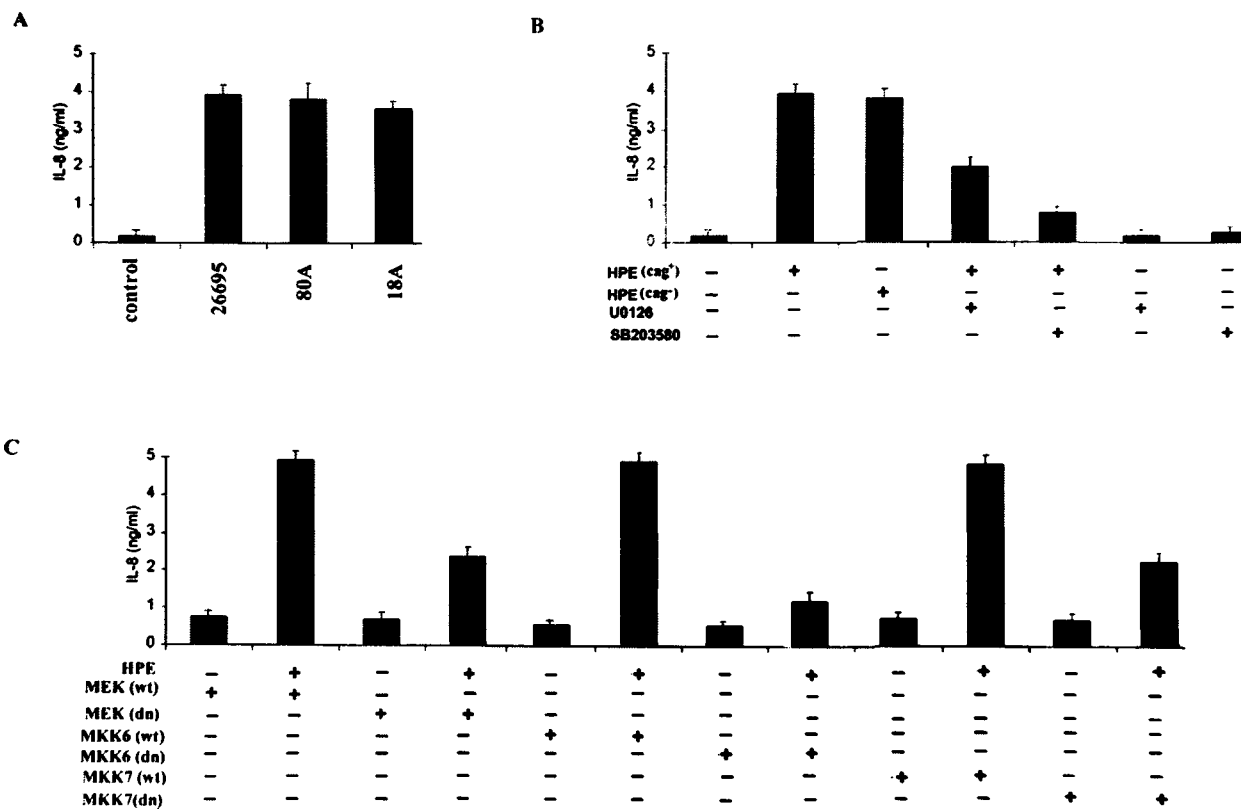 A
5
4
3
2
1
0
IL-8 (ng/ml)
control
26695
80A
18A
B
5
4
3
2
1
0
IL-8 (ng/ml)
HPE (cag⁺) – + – + + – –
HPE (cag⁻) – – + – – – –
U0126 – – – + – + –
SB203580 – – – – + – +
C
5
4
3
2
1
0
IL-8 (ng/ml)
HPE – + – + – + – + – + – +
MEK (wt) + + – – – – – – – – – –
MEK (dn) – – + + – – – – – – – –
MKK6 (wt) – – – – + + – – – – – –
MKK6 (dn) – – – – – – + + – – – –
MKK7 (wt) – – – – – – – – + + – –
MKK7(dn) – – – – – – – – – – + +